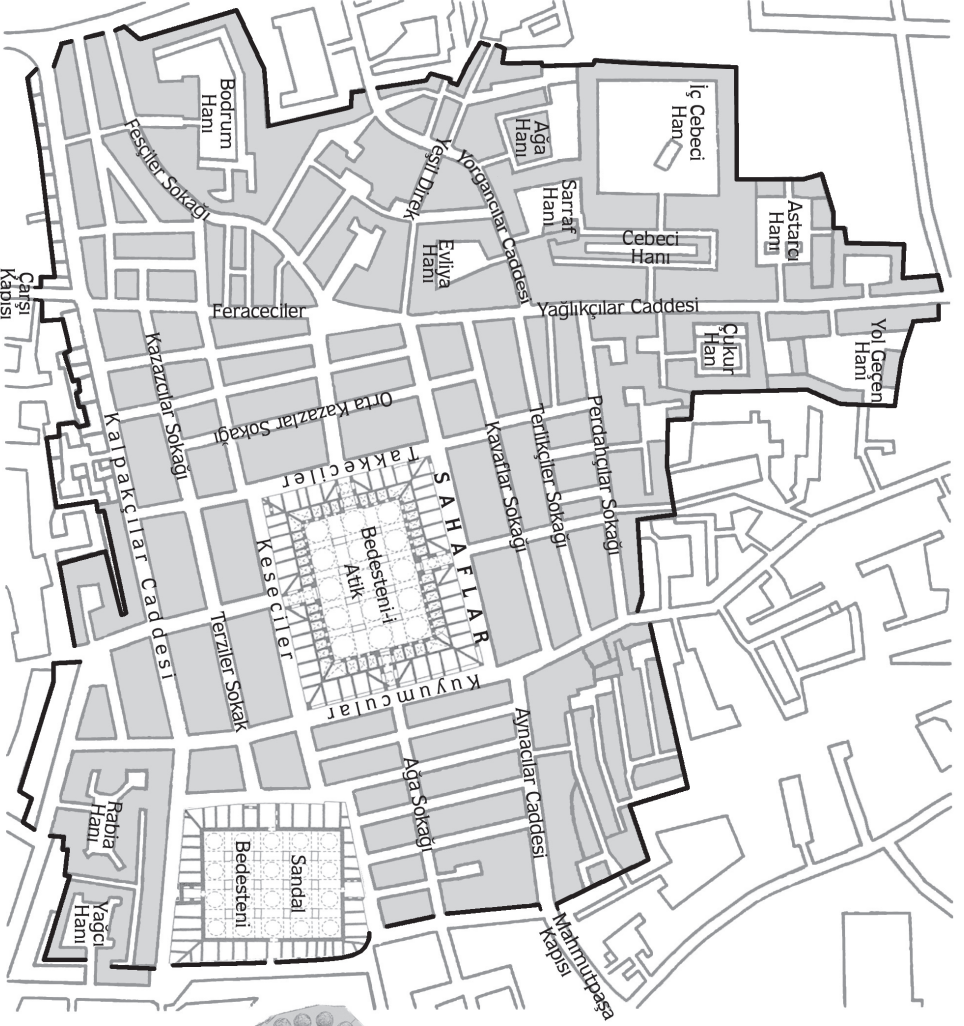 Bodrum
Hanı
Fesçiler Sokağı
Yeşil Direk
Yorgancılar Caddesi
Ağa
Hanı
İç Cebeci
Han
Sarraf
Hanı
Cebeci
Hanı
Astarcı
Hanı
Evliya
Hanı
Çarşı
Kapısı
Feraceciler
Yağlıkçılar Caddesi
Çukur
Han
Yol Geçen
Hanı
Kazazcılar Sokağı
Orta Kazazlar Sokağı
Kalpakçılar Caddesi
Takkeciler
SAHAFLAR
Kavaflar Sokağı
Terlikçiler Sokağı
Perdahçılar Sokağı
Keseciler
Bedesteni-i
Atik
Terziler Sokak
Kuyumcular
Aynacılar Caddesi
Ağa Sokağı
Rabia
Hanı
Yağcı
Hanı
Sandal
Bedesteni
Mahmutpaşa
Kapısı